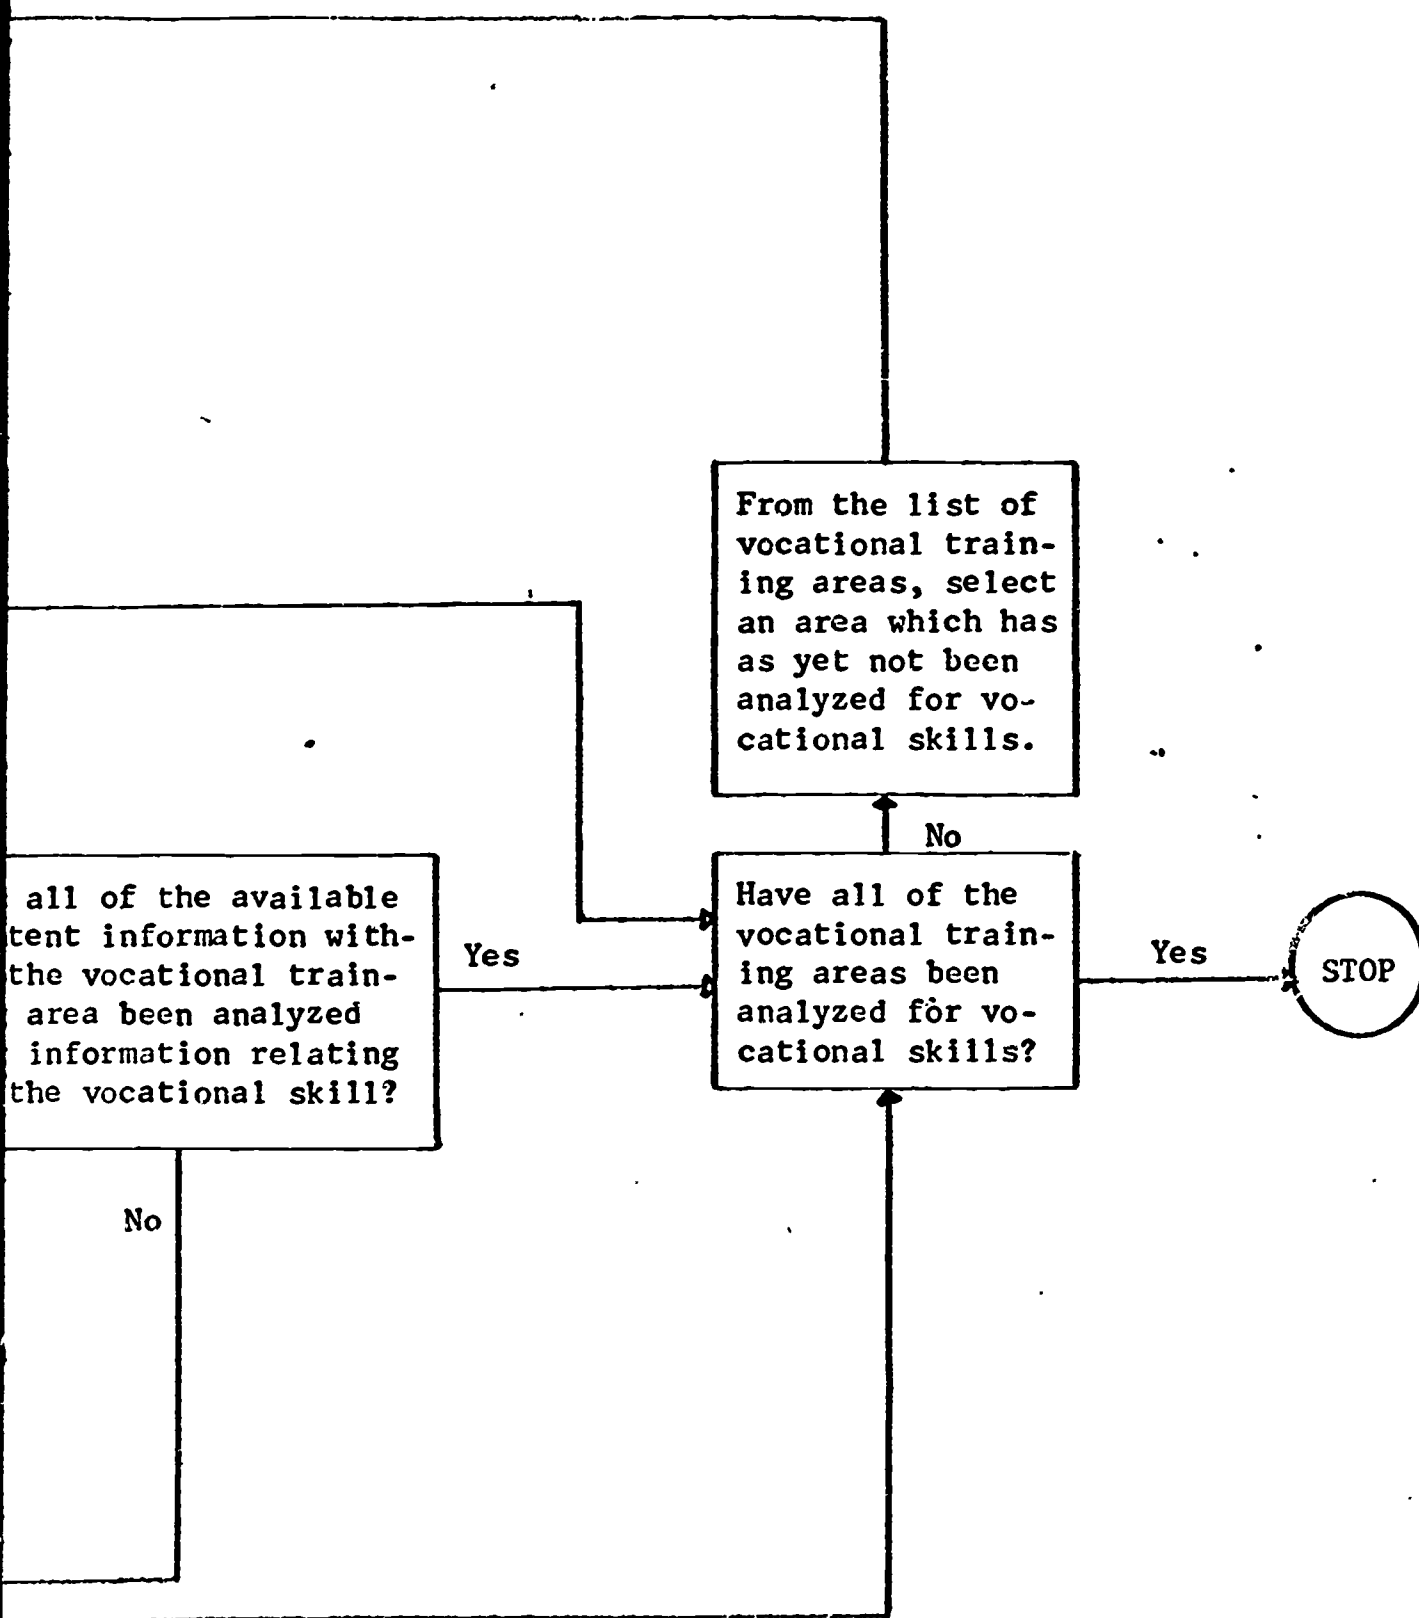 From the list of
vocational train-
ing areas, select
an area which has
as yet not been
analyzed for vo-
cational skills.
No
all of the available
tent information with-
the vocational train-
area been analyzed
information relating
the vocational skill?
Yes
Have all of the
vocational train-
ing areas been
analyzed for vo-
cational skills?
Yes
STOP
No